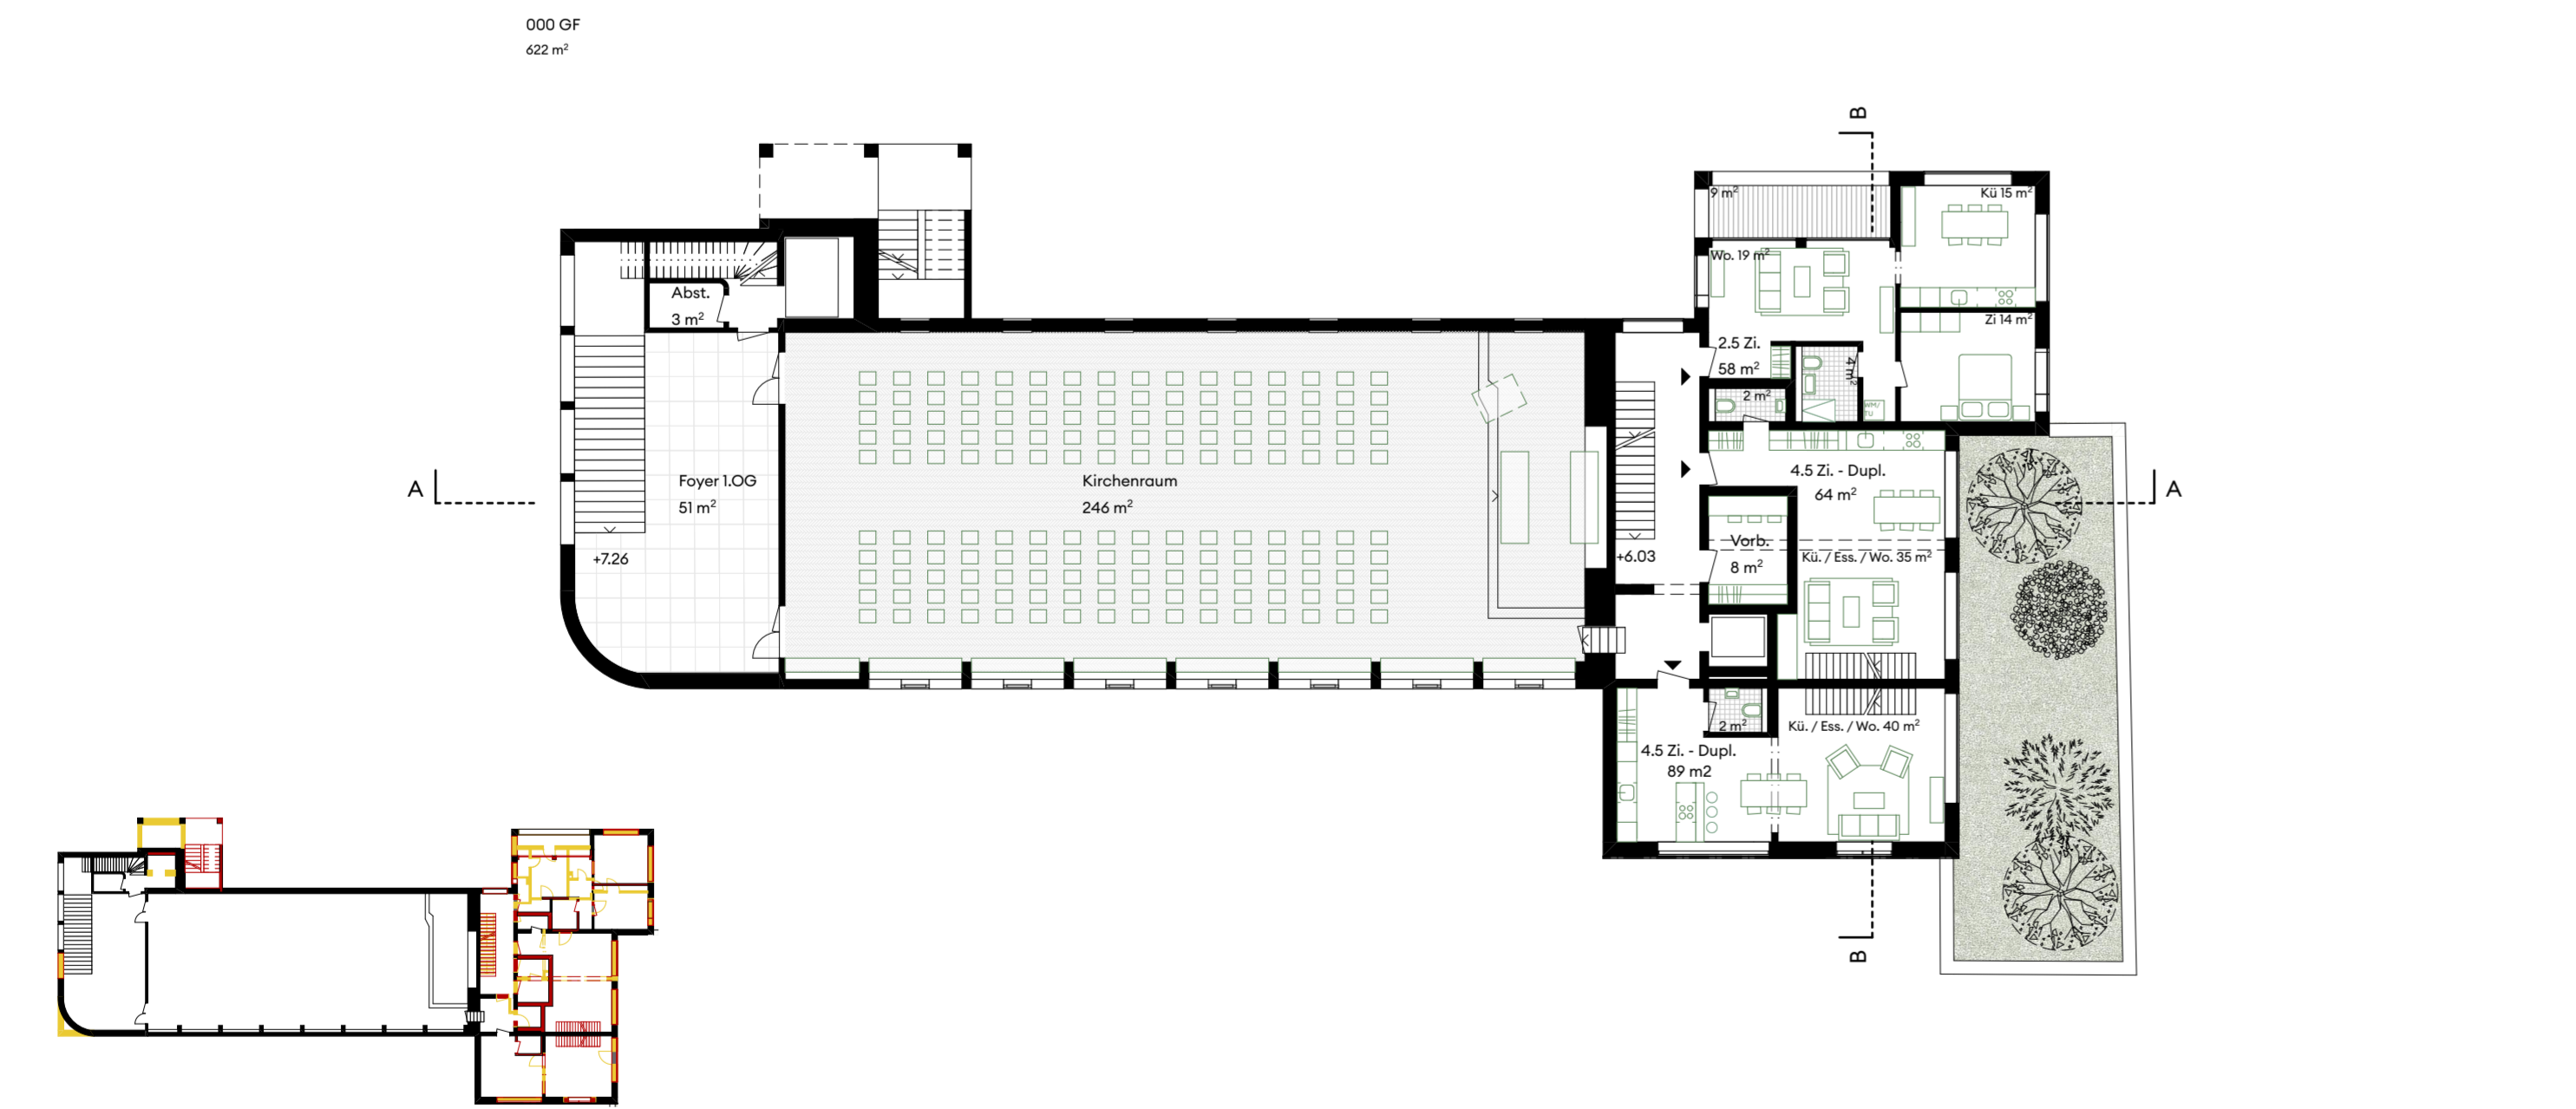 000 GF
622 m²
B
9 m²
Kü 15 m²
Wo. 19 m²
Abst.
3 m²
Zi 14 m²
2.5 Zi.
58 m²
4 m²
2 m²
WM/
TU
A
Foyer 1.OG
51 m²
Kirchenraum
246 m²
4.5 Zi. - Dupl.
64 m²
A
+7.26
+6.03
Vorb.
8 m²
Kü. / Ess. / Wo. 35 m²
2 m²
Kü. / Ess. / Wo. 40 m²
4.5 Zi. - Dupl.
89 m2
B